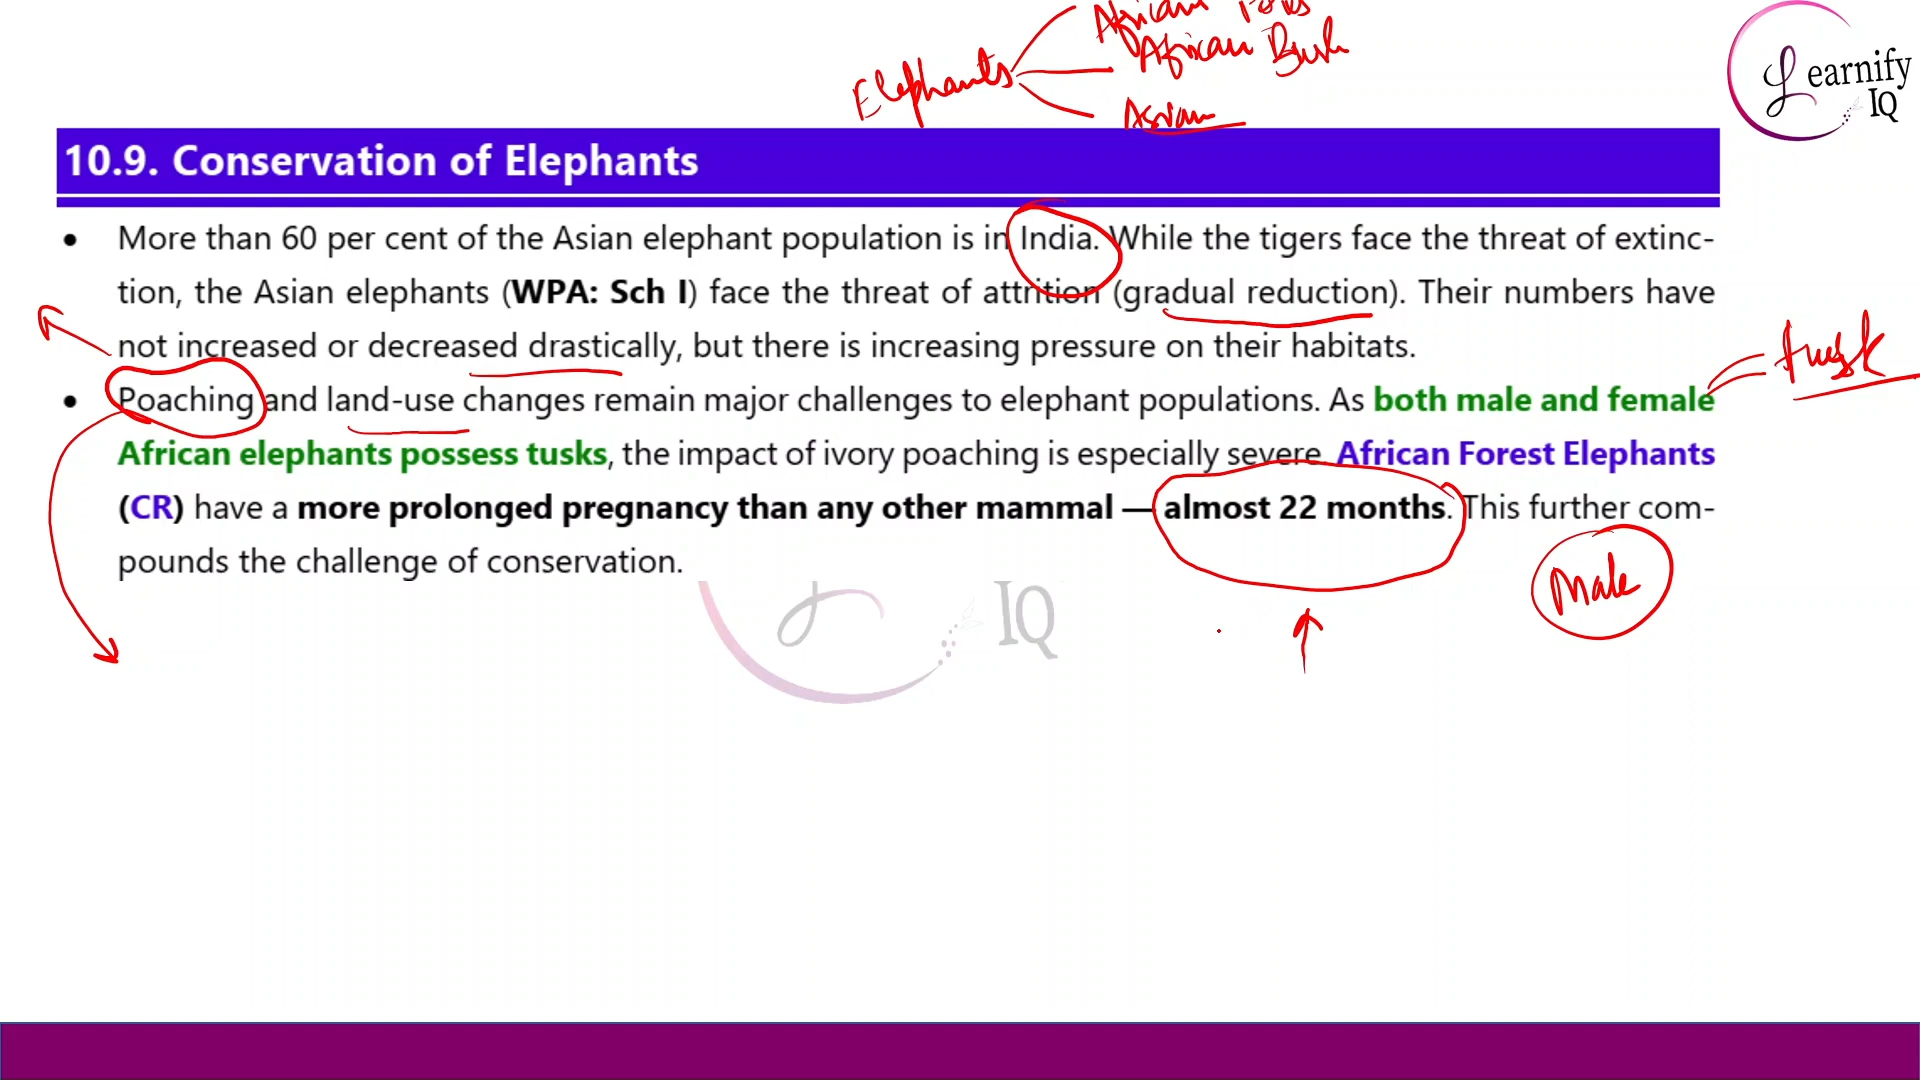 African
Elephants African Bush
Asian
Learnify
IQ
10.9. Conservation of Elephants
• More than 60 per cent of the Asian elephant population is in India. While the tigers face the threat of extinc-
tion, the Asian elephants (WPA: Sch I) face the threat of attrition (gradual reduction). Their numbers have
not increased or decreased drastically, but there is increasing pressure on their habitats.
tusk
• Poaching and land-use changes remain major challenges to elephant populations. As both male and female
African elephants possess tusks, the impact of ivory poaching is especially severe. African Forest Elephants
(CR) have a more prolonged pregnancy than any other mammal — almost 22 months. This further com-
pounds the challenge of conservation.
Male
IQ